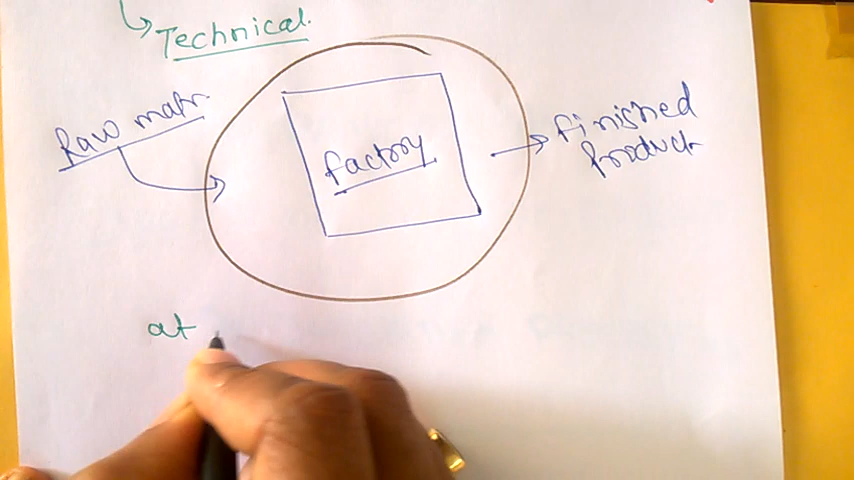 Technical.
Raw matr.
factory
finished
Product
at